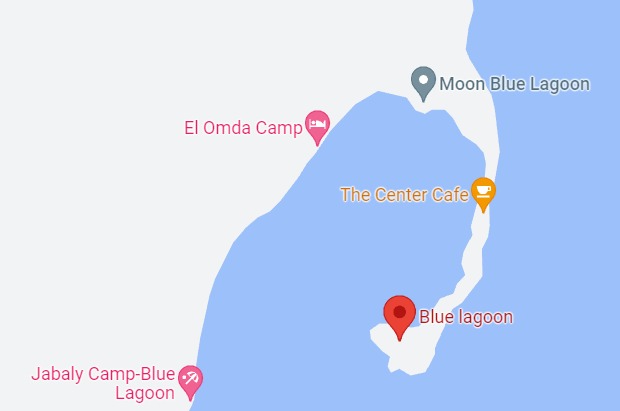 Moon Blue Lagoon
El Omda Camp
The Center Cafe
Blue lagoon
Jabaly Camp-Blue
Lagoon